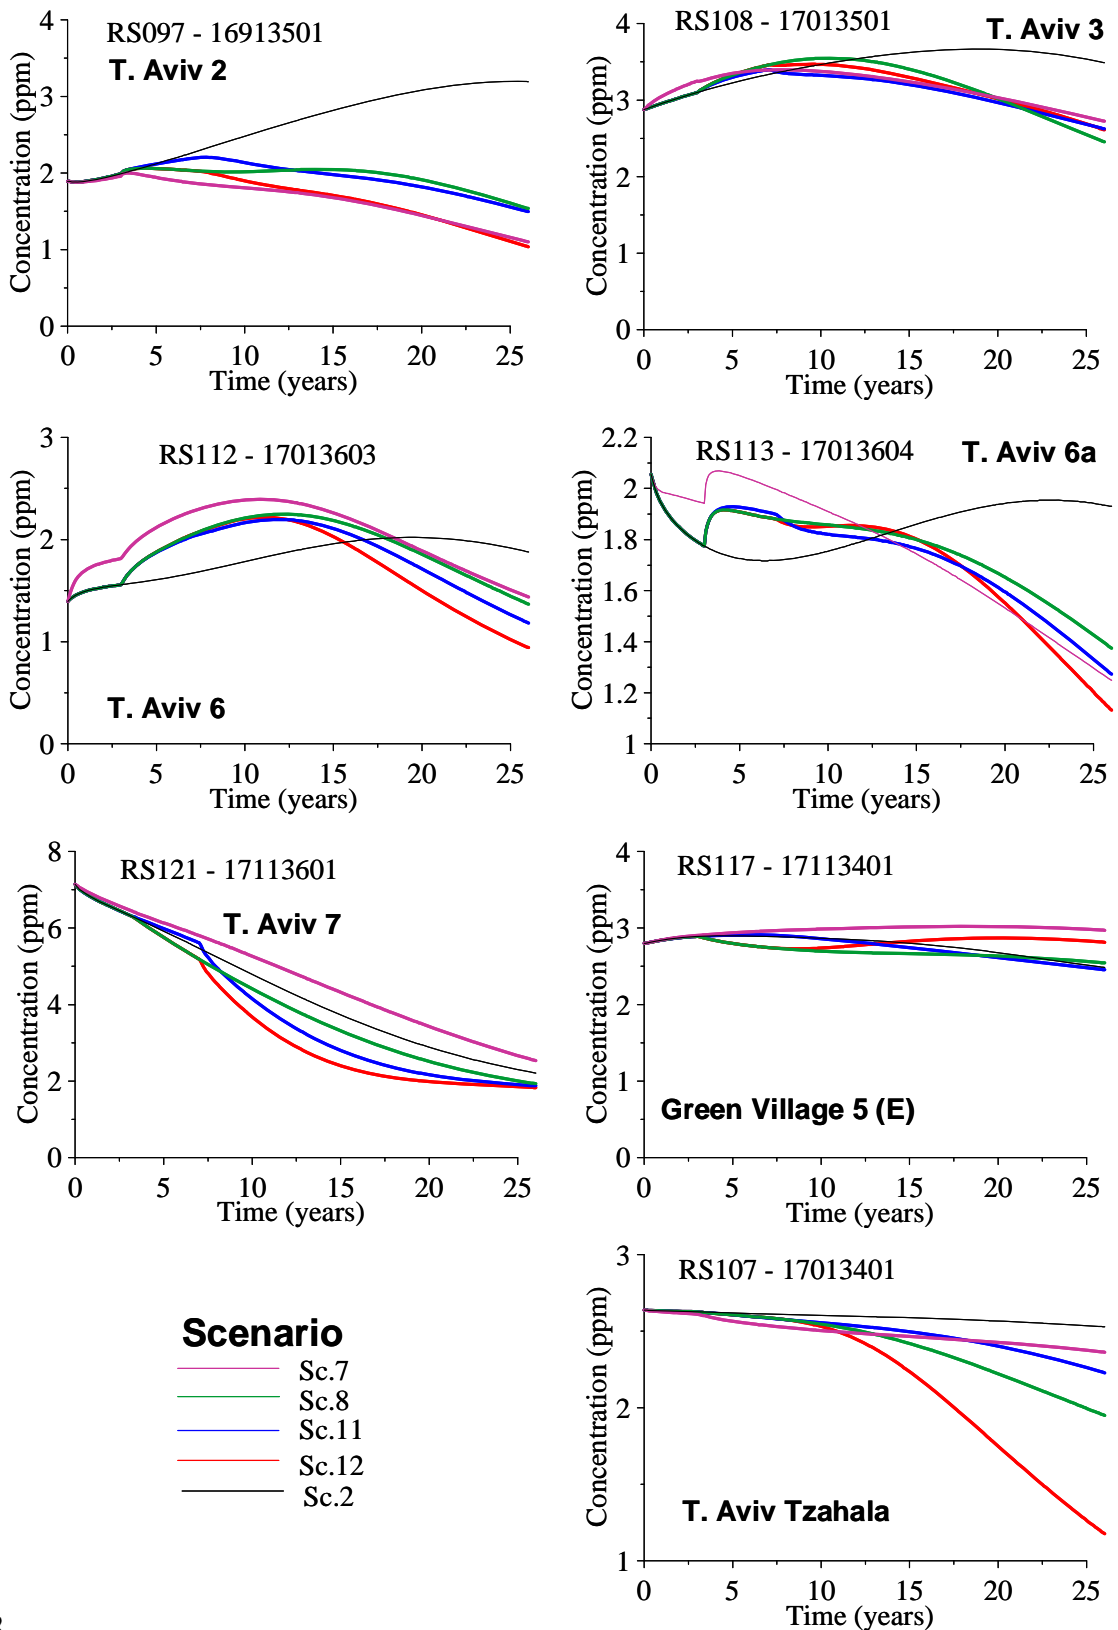 RS097 - 16913501
T. Aviv 2
Concentration (ppm)
4
3
2
1
0
0 5 10 15 20 25
Time (years)
RS108 - 17013501
T. Aviv 3
Concentration (ppm)
4
3
2
1
0
0 5 10 15 20 25
Time (years)
RS112 - 17013603
T. Aviv 6
Concentration (ppm)
3
2
1
0
0 5 10 15 20 25
Time (years)
RS113 - 17013604
T. Aviv 6a
Concentration (ppm)
2.2
2
1.8
1.6
1.4
1.2
1
0 5 10 15 20 25
Time (years)
RS121 - 17113601
T. Aviv 7
Concentration (ppm)
8
6
4
2
0
0 5 10 15 20 25
Time (years)
RS117 - 17113401
Green Village 5 (E)
Concentration (ppm)
4
3
2
1
0
0 5 10 15 20 25
Time (years)
Scenario
Sc.7
Sc.8
Sc.11
Sc.12
Sc.2
RS107 - 17013401
T. Aviv Tzahala
Concentration (ppm)
3
2
1
0 5 10 15 20 25
Time (years)